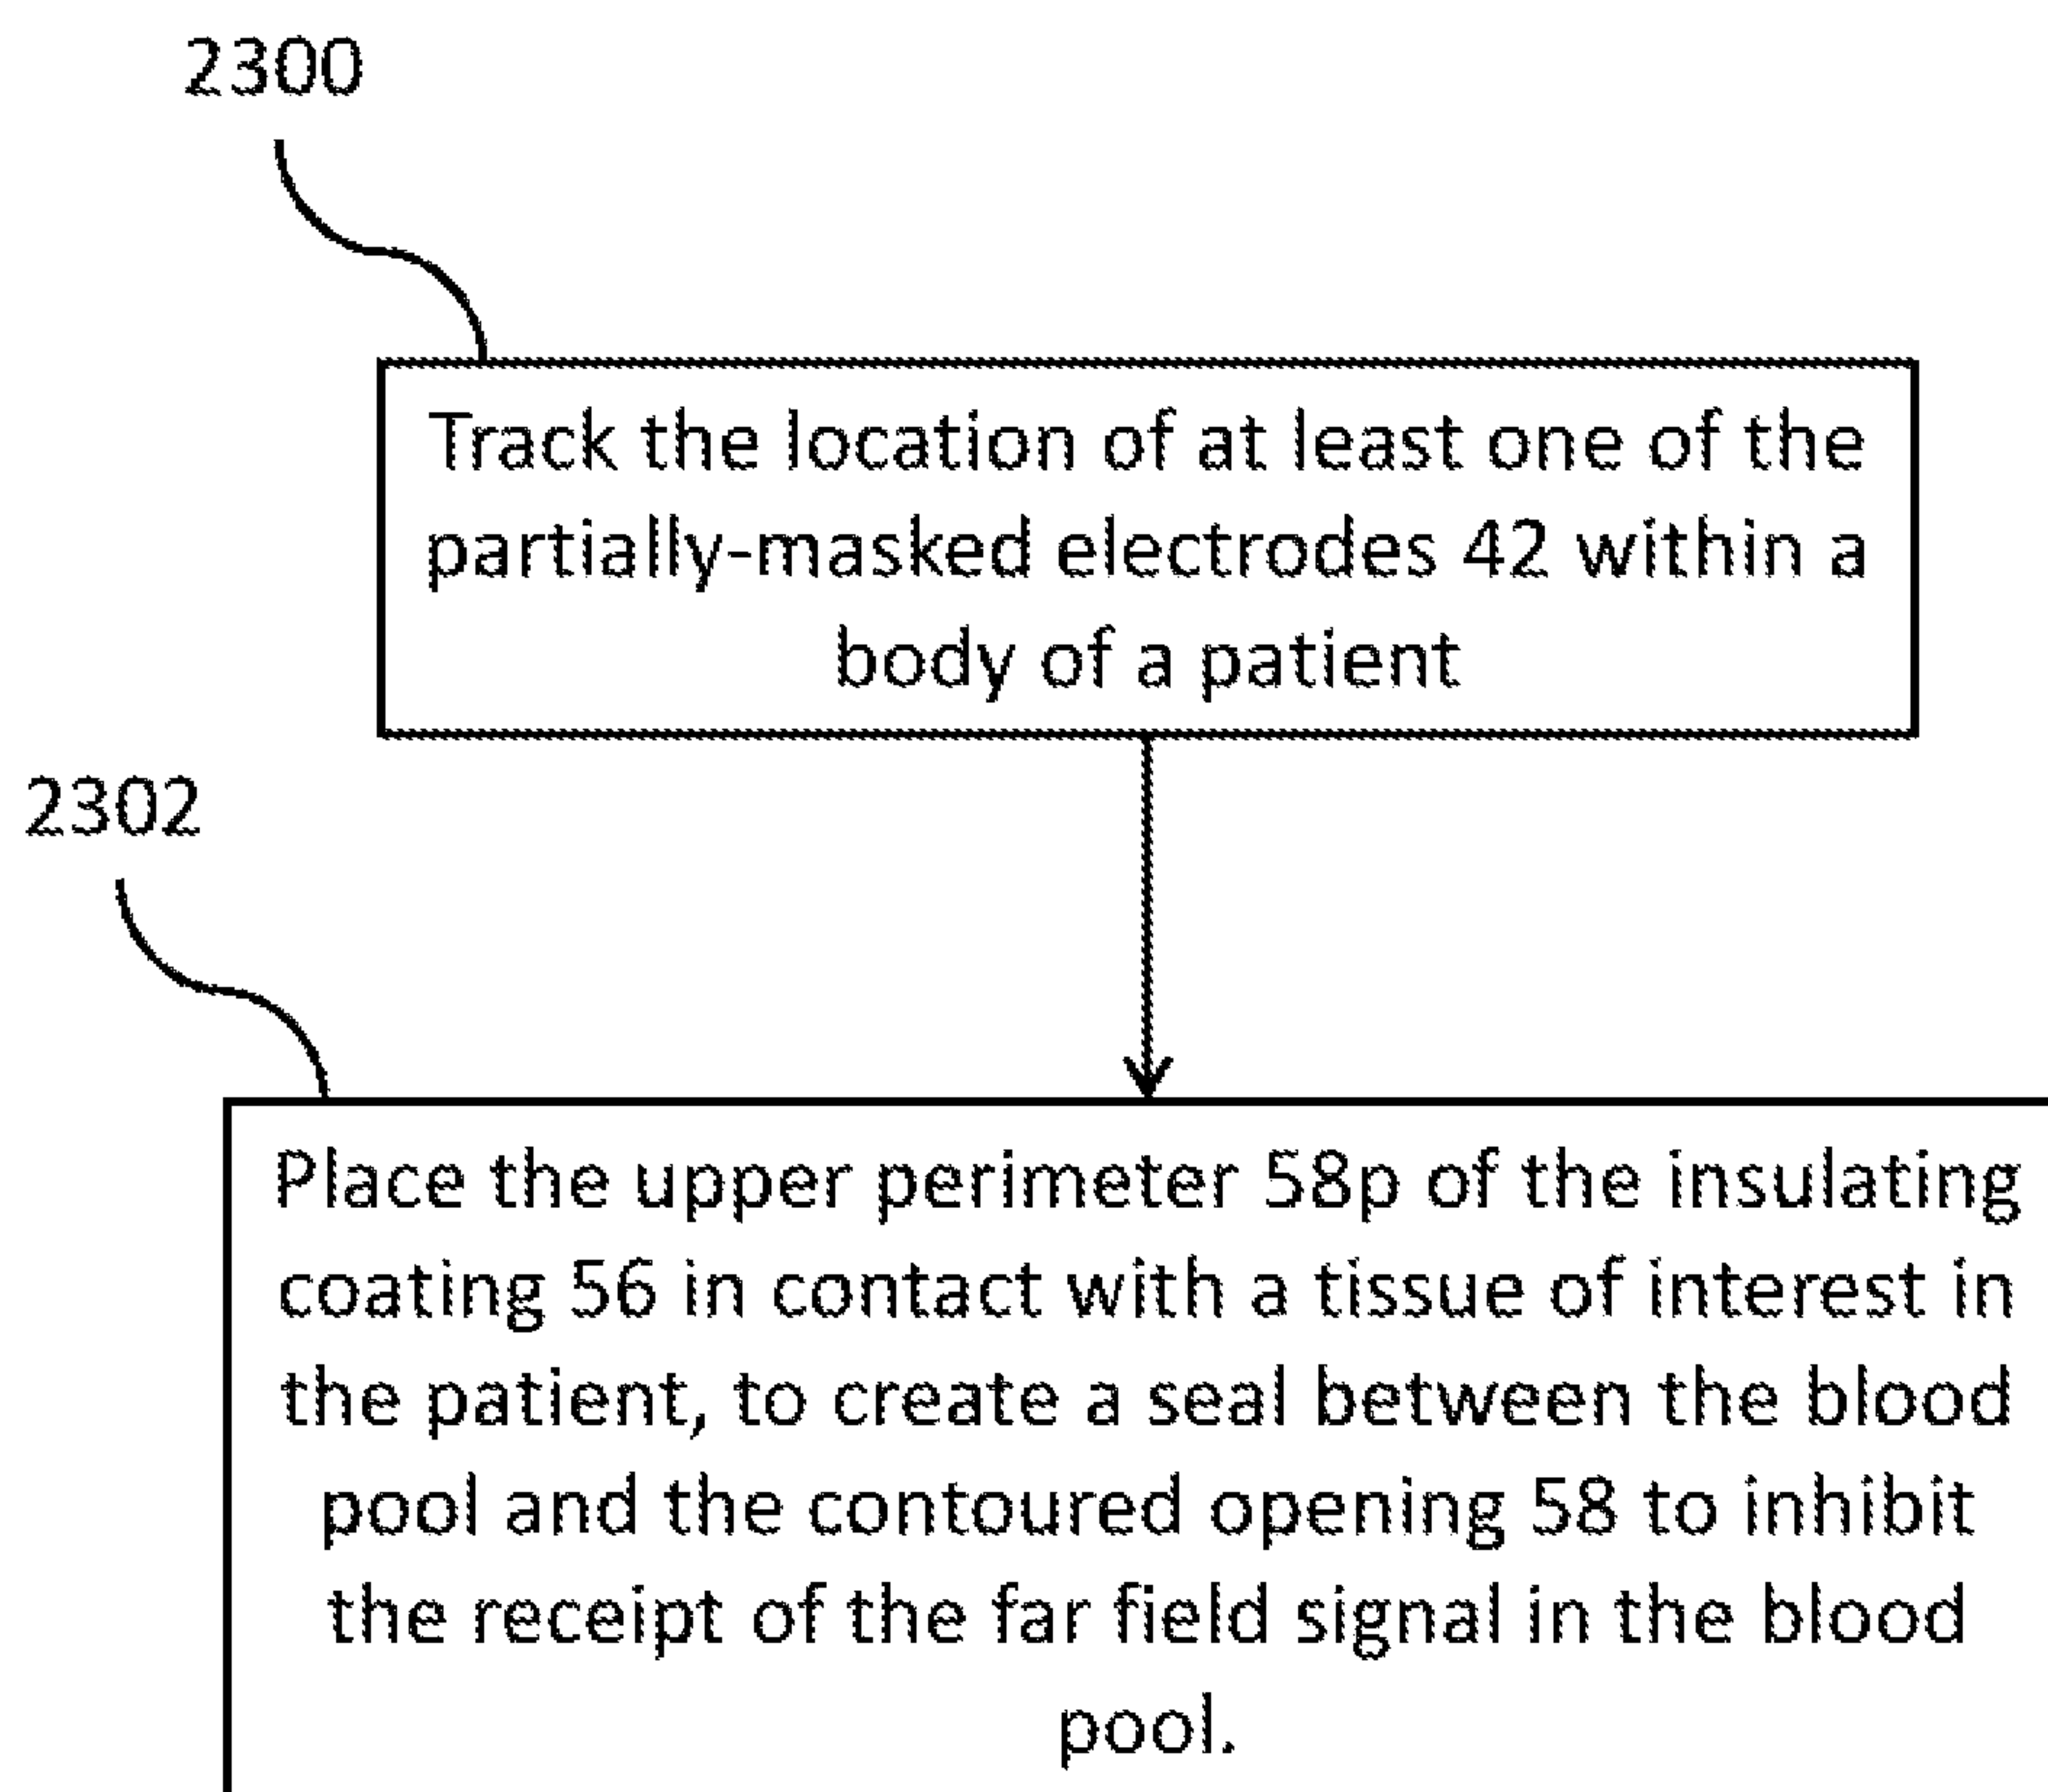 2300
Track the location of at least one of the
partially-masked electrodes 42 within a
body of a patient
2302
Place the upper perimeter 58p of the insulating
coating 56 in contact with a tissue of interest in
the patient, to create a seal between the blood
pool and the contoured opening 58 to inhibit
the receipt of the far field signal in the blood
pool.